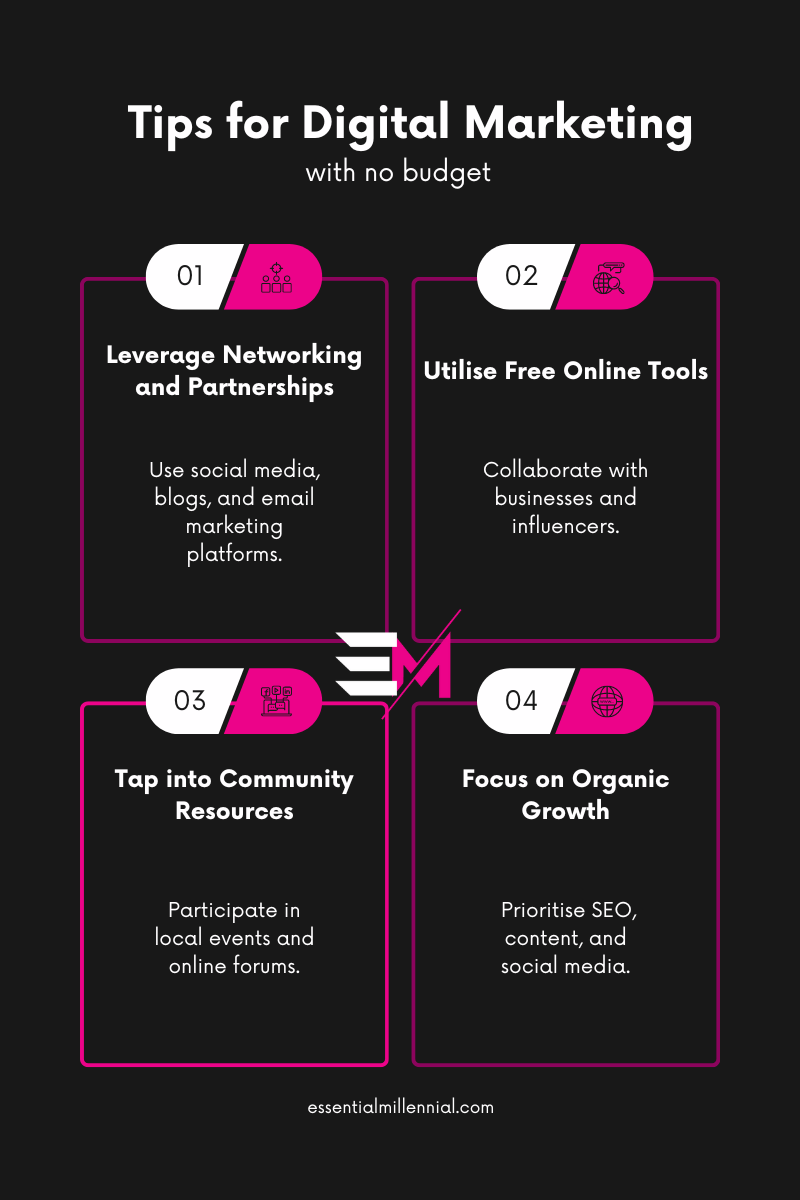 Tips for Digital Marketing
with no budget
01
Leverage Networking
and Partnerships
Use social media,
blogs, and email
marketing
platforms.
02
Utilise Free Online Tools
Collaborate with
businesses and
influencers.
EM
03
Tap into Community
Resources
Participate in
local events and
online forums.
04
Focus on Organic
Growth
Prioritise SEO,
content, and
social media.
essentialmillennial.com